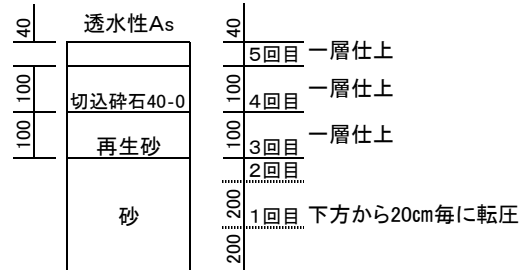 40
透水性As
40
5回目 一層仕上
100
切込砕石40-0
100
4回目
一層仕上
100
再生砂
100
3回目
一層仕上
2回目
砂
200
1回目 下方から20㎝毎に転圧
200